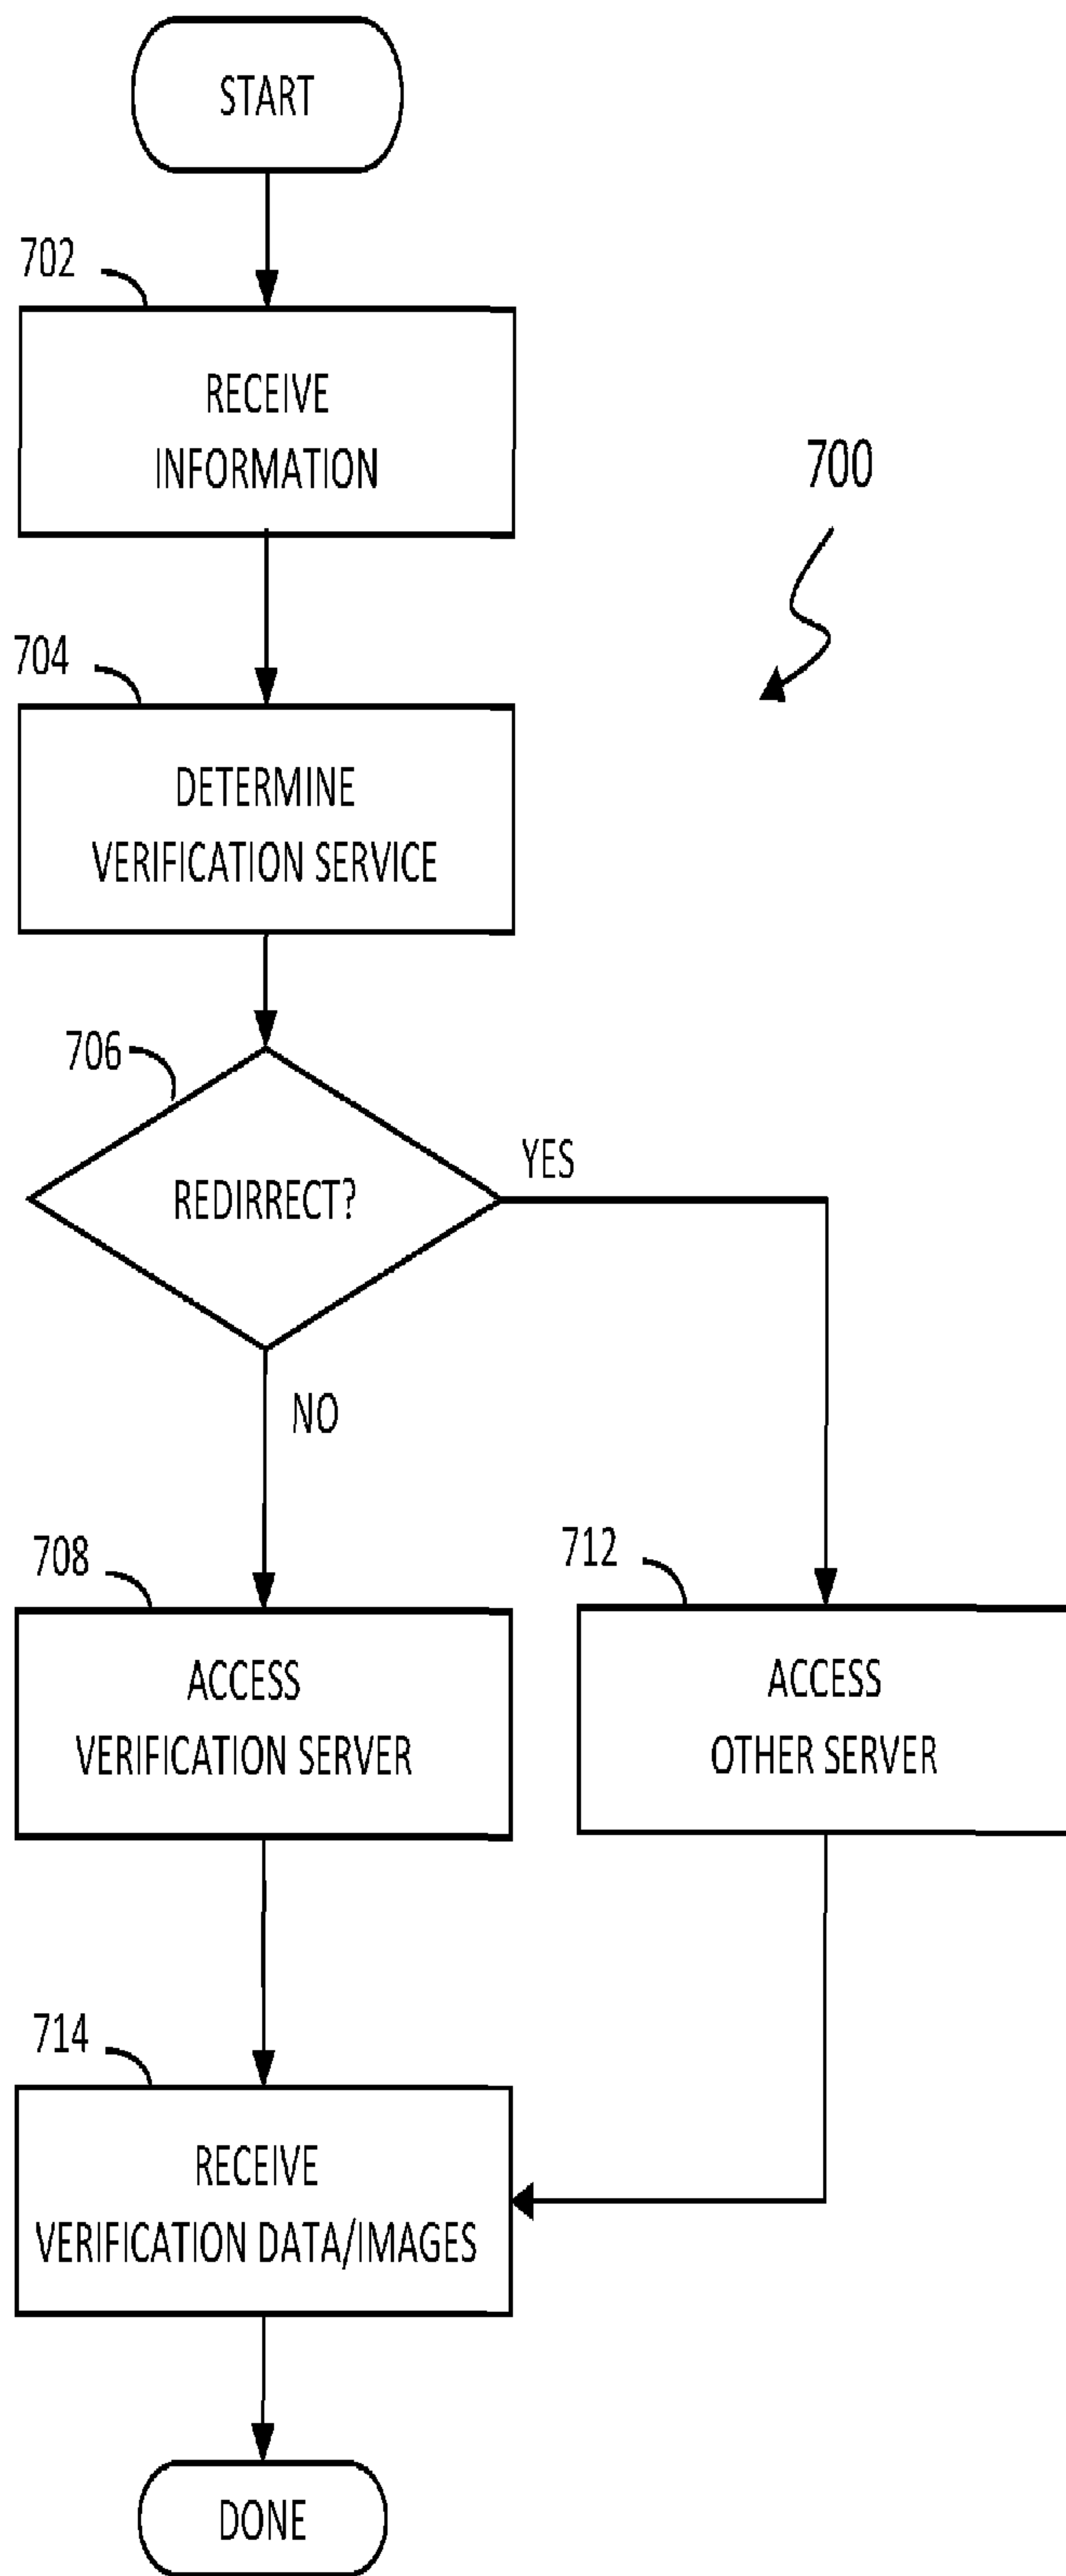 START
702
RECEIVE
INFORMATION
700
704
DETERMINE
VERIFICATION SERVICE
706
REDIRRECT?
YES
NO
708
ACCESS
VERIFICATION SERVER
712
ACCESS
OTHER SERVER
714
RECEIVE
VERIFICATION DATA/IMAGES
DONE